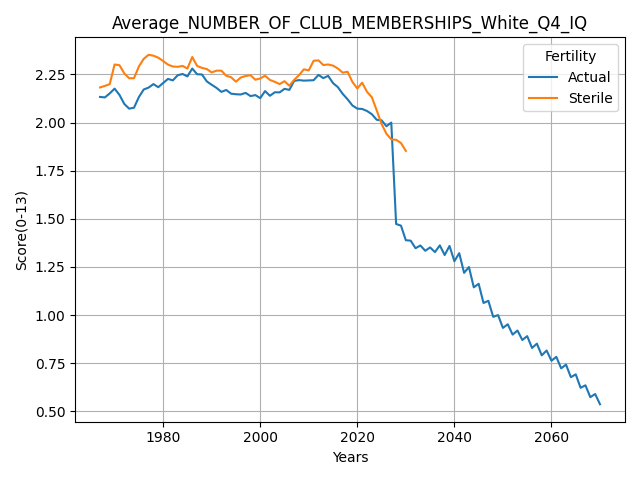 Average_NUMBER_OF_CLUB_MEMBERSHIPS_White_Q4_IQ
Fertility
Actual
Sterile
Score(0-13)
2.25
2.00
1.75
1.50
1.25
1.00
0.75
0.50
1980
2000
2020
2040
2060
Years